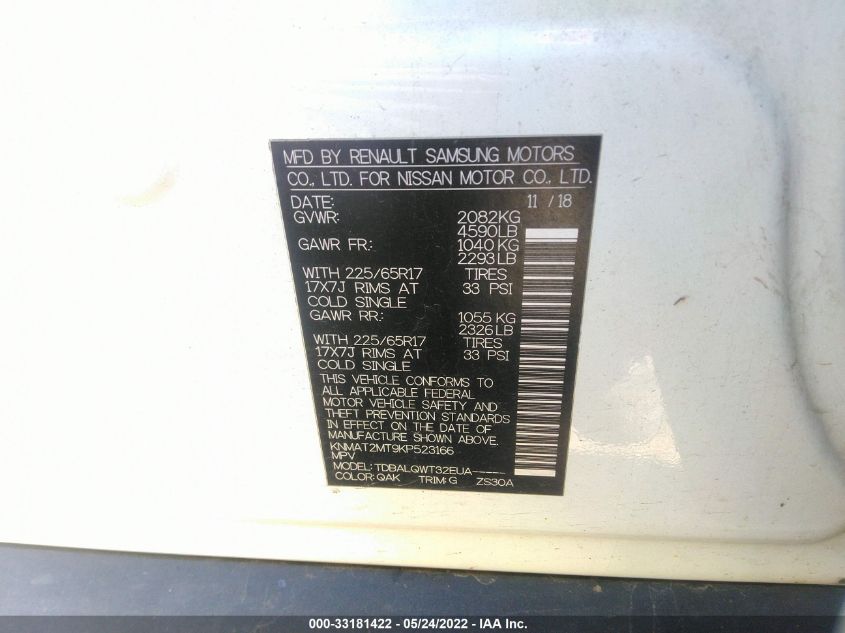 MFD BY RENAULT SAMSUNG MOTORS
CO., LTD. FOR NISSAN MOTOR CO., LTD.
DATE: 11 / 18
GVWR: 2082KG
4590LB
GAWR FR: 1040 KG
2293 LB
WITH 225/65R17 TIRES
17X7J RIMS AT 33 PSI
COLD SINGLE
GAWR RR: 1055 KG
2326 LB
WITH 225/65R17 TIRES
17X7J RIMS AT 33 PSI
COLD SINGLE
THIS VEHICLE CONFORMS TO
ALL APPLICABLE FEDERAL
MOTOR VEHICLE SAFETY AND
THEFT PREVENTION STANDARDS
IN EFFECT ON THE DATE OF
MANUFACTURE SHOWN ABOVE.
KNMAT2MT9KP523166
MPV
MODEL: TDBALQWT32EUA-----
COLOR: QAK TRIM: G ZS30A
000-33181422 - 05/24/2022 - IAA Inc.